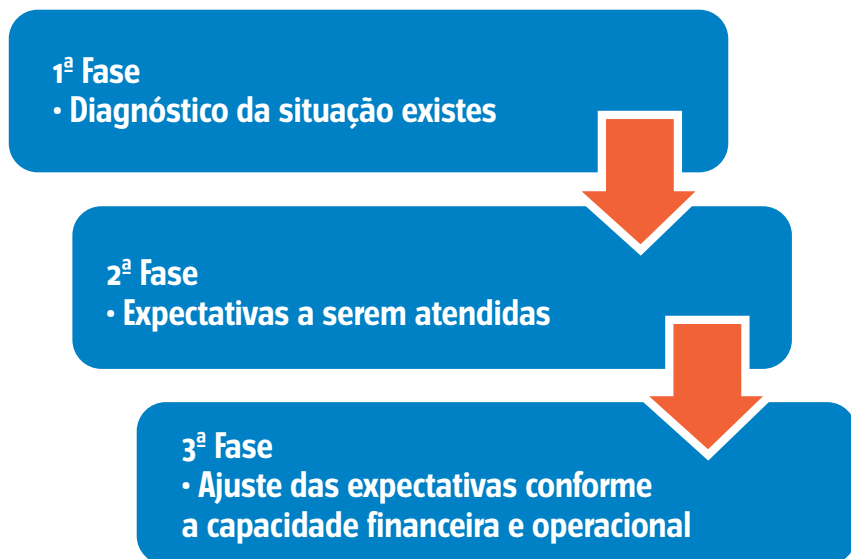 1ª Fase
• Diagnóstico da situação existes
2ª Fase
• Expectativas a serem atendidas
3ª Fase
• Ajuste das expectativas conforme
a capacidade financeira e operacional